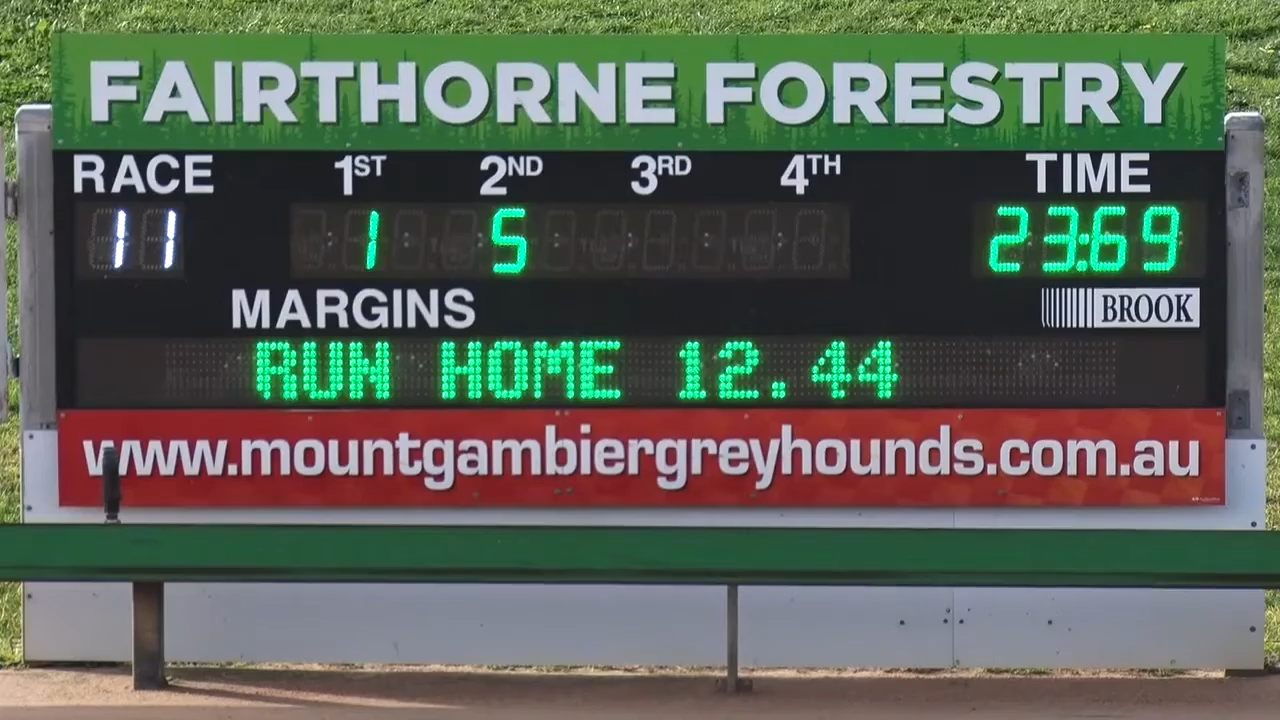 FAIRTHORNE FORESTRY
RACE 1ST 2ND 3RD 4TH TIME
11 1 5 23:69
MARGINS BROOK
RUN HOME 12.44
www.mountgambiergreyhounds.com.au